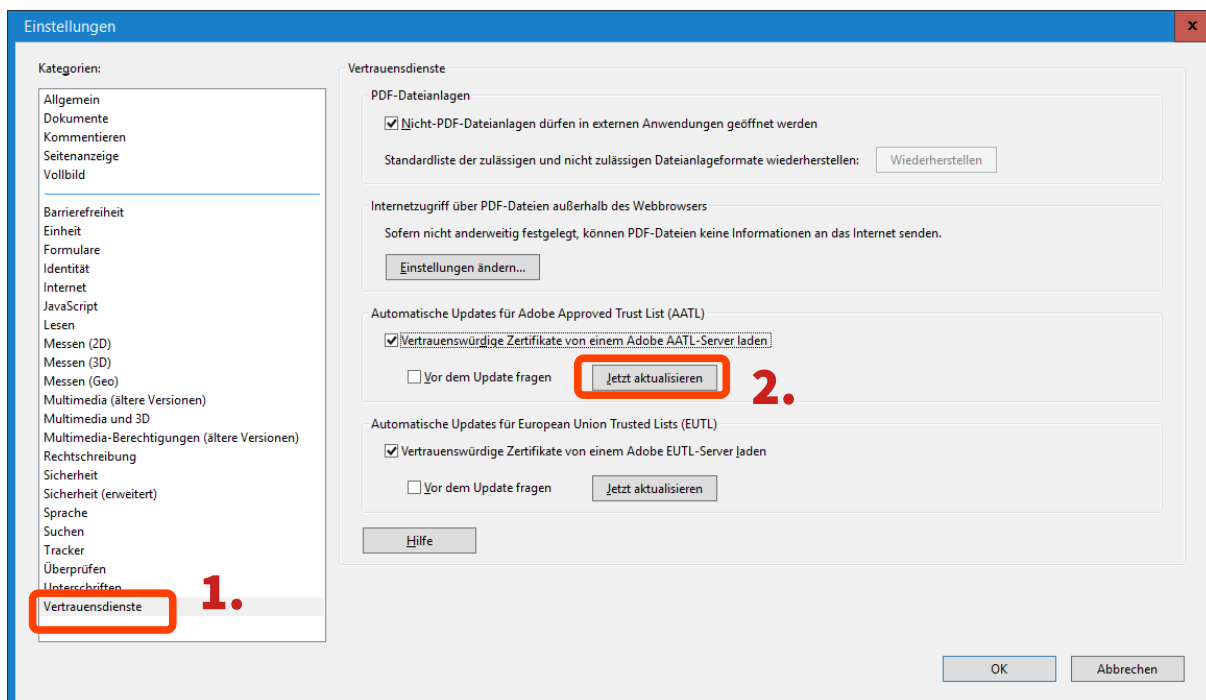 Einstellungen
x
Kategorien:
Allgemein
Dokumente
Kommentieren
Seitenanzeige
Vollbild
Barrierefreiheit
Einheit
Formulare
Identität
Internet
JavaScript
Lesen
Messen (2D)
Messen (3D)
Messen (Geo)
Multimedia (ältere Versionen)
Multimedia und 3D
Multimedia-Berechtigungen (ältere Versionen)
Rechtschreibung
Sicherheit
Sicherheit (erweitert)
Sprache
Suchen
Tracker
Überprüfen
Unterschriften
Vertrauensdienste
1.
Vertrauensdienste
PDF-Dateianlagen
Nicht-PDF-Dateianlagen dürfen in externen Anwendungen geöffnet werden
Standardliste der zulässigen und nicht zulässigen Dateianlageformate wiederherstellen: Wiederherstellen
Internetzugriff über PDF-Dateien außerhalb des Webbrowsers
Sofern nicht anderweitig festgelegt, können PDF-Dateien keine Informationen an das Internet senden.
Einstellungen ändern...
Automatische Updates für Adobe Approved Trust List (AATL)
Vertrauenswürdige Zertifikate von einem Adobe AATL-Server laden
Vor dem Update fragen Jetzt aktualisieren 2.
Automatische Updates für European Union Trusted Lists (EUTL)
Vertrauenswürdige Zertifikate von einem Adobe EUTL-Server laden
Vor dem Update fragen Jetzt aktualisieren
Hilfe
OK Abbrechen